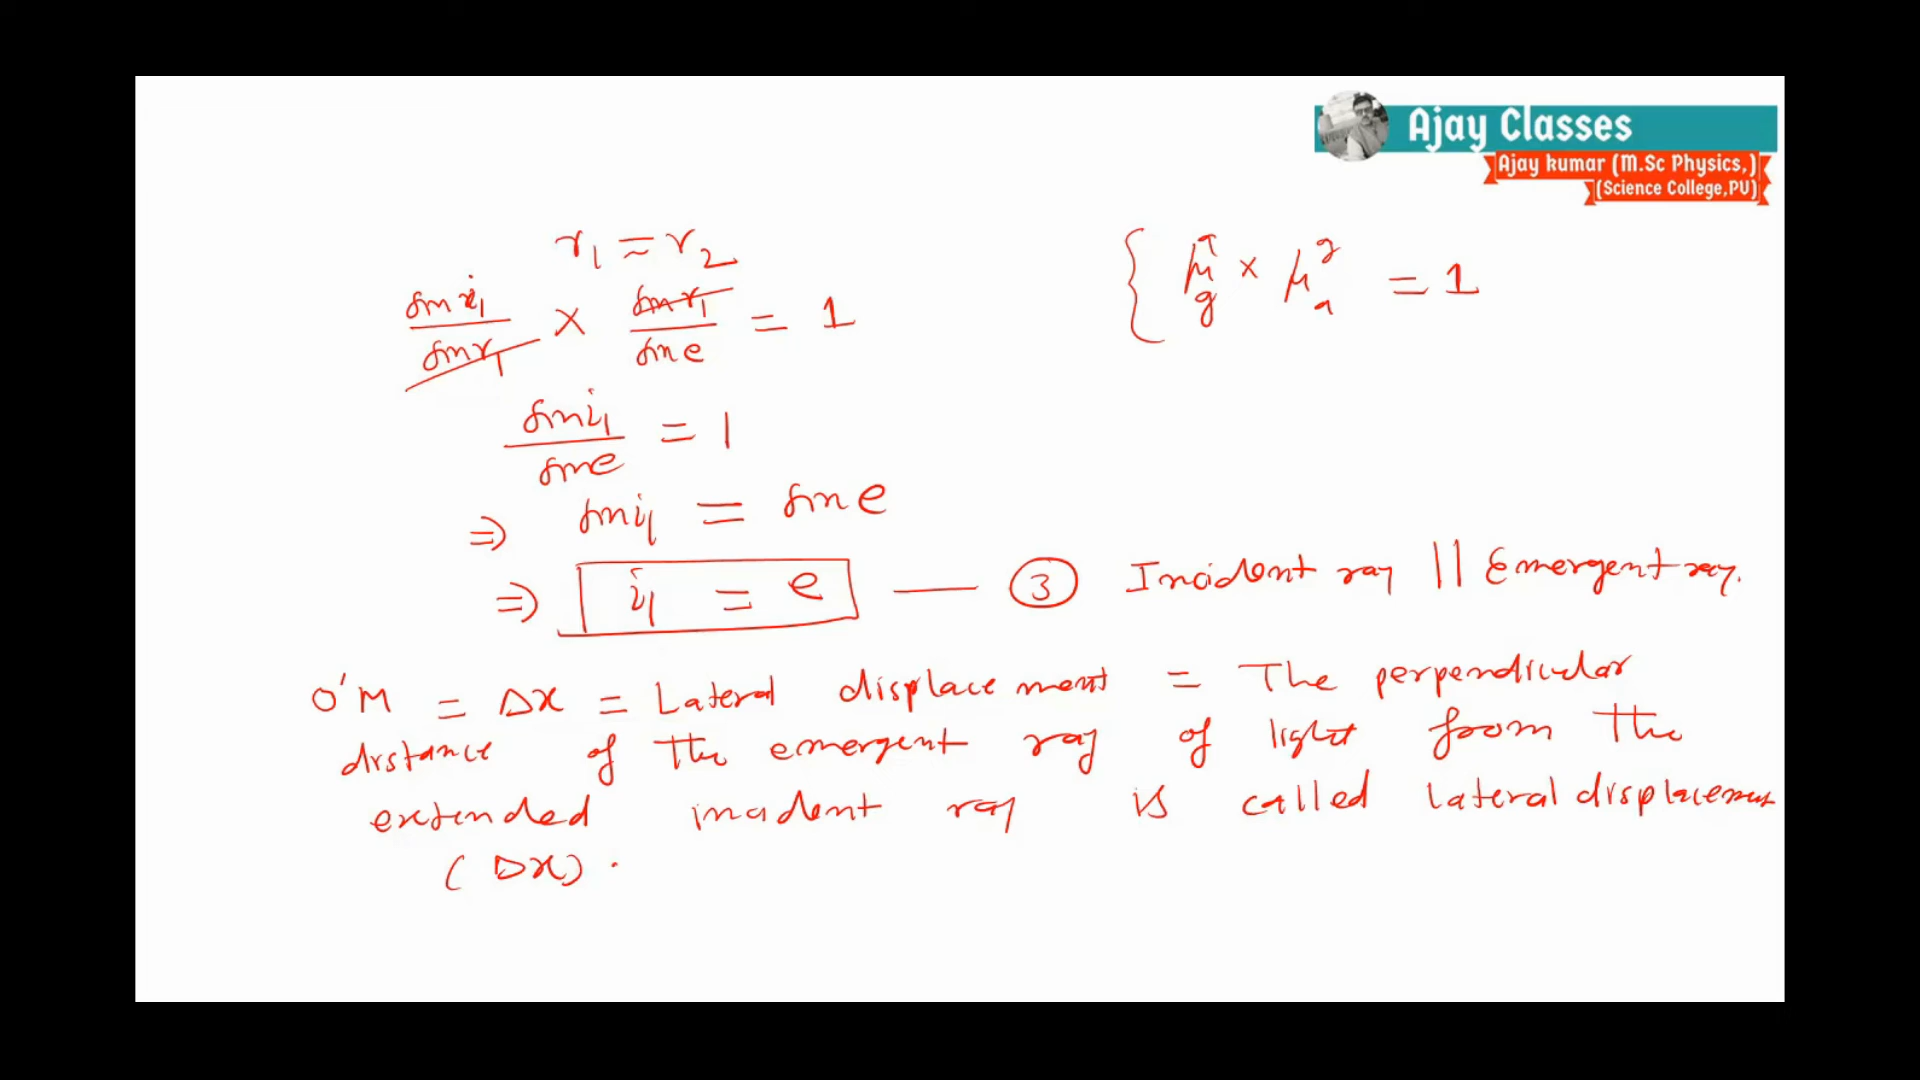 Ajay Classes
Ajay kumar (M.Sc Physics,)
(Science College,PU)
r₁ = r₂
{ μᵃg × μᵍa = 1
sin i₁ / sin r₁ × sin r₁ / sin e = 1
sin i₁ / sin e = 1
⇒ sin i₁ = sin e
⇒ i₁ = e — ③ Incident ray || Emergent ray.
O'M = Δx = Lateral displacement = The perpendicular
distance of the emergent ray of light from the
extended incident ray is called lateral displacement
(Δx).